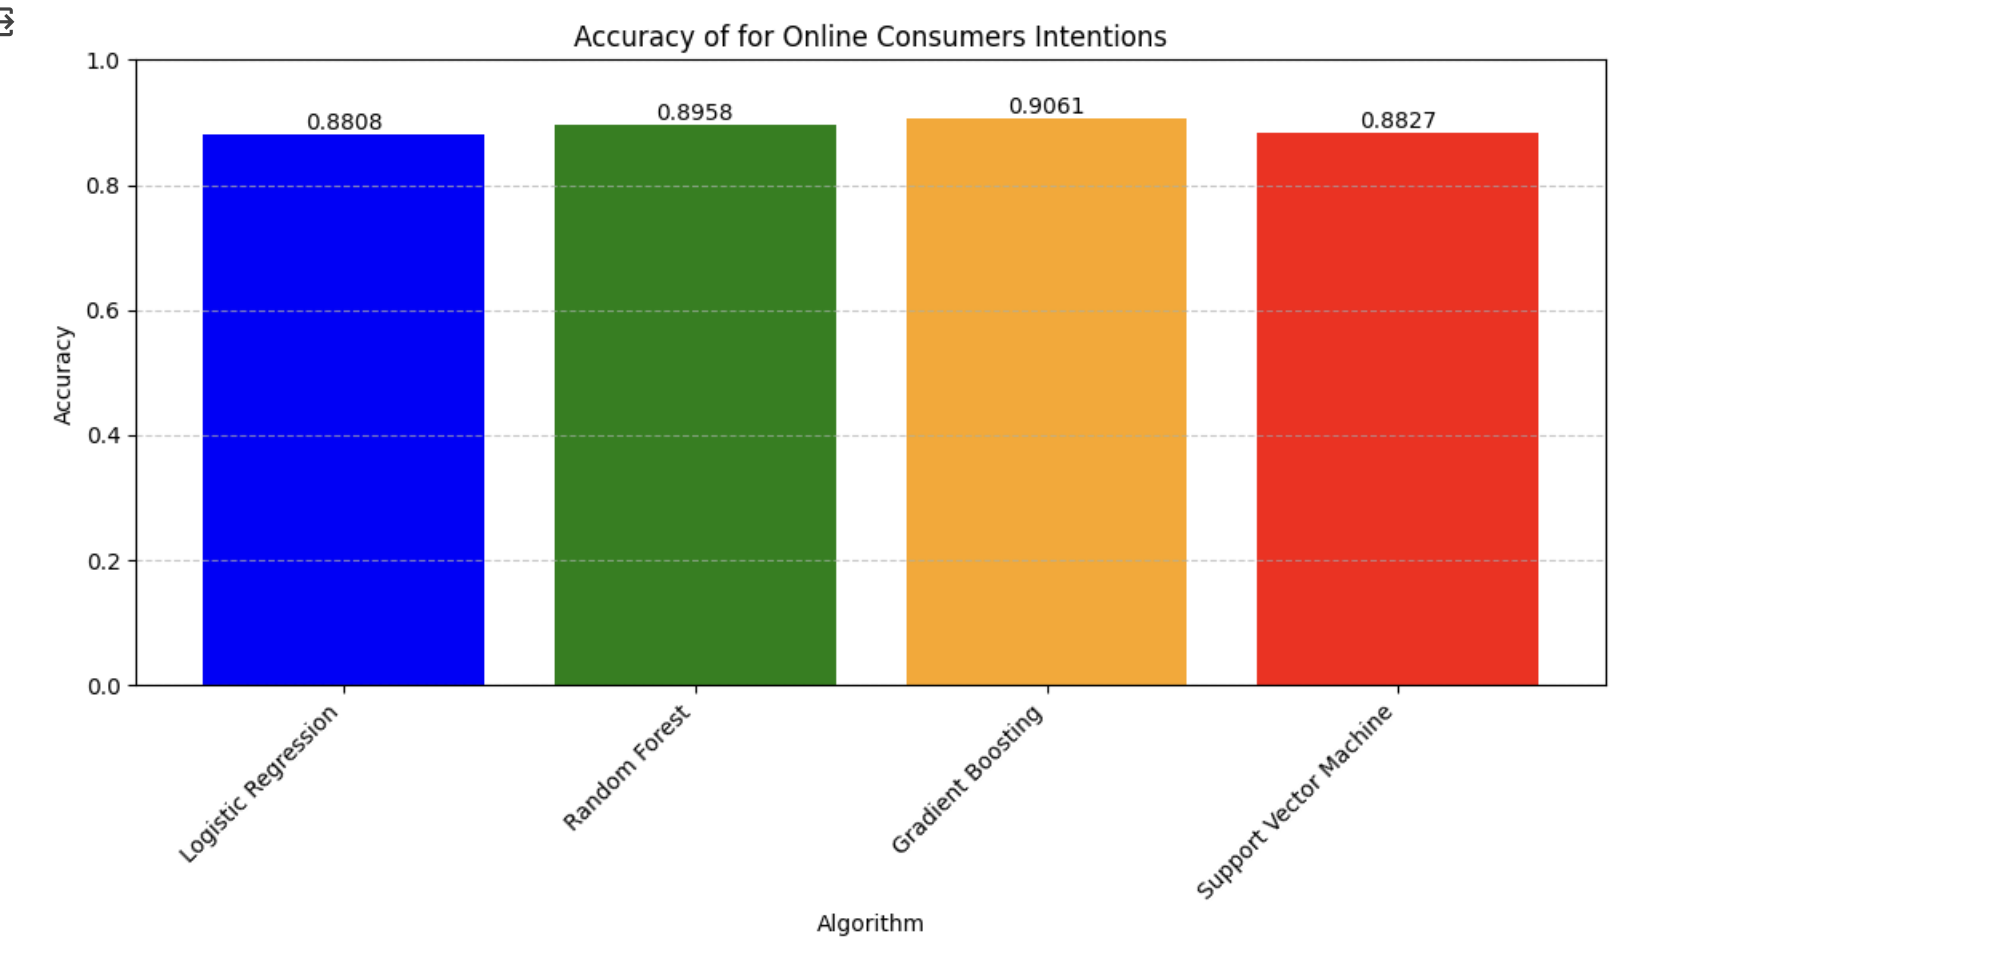 Accuracy of for Online Consumers Intentions
1.0
0.8
0.6
0.4
0.2
0.0
Accuracy
0.8808
0.8958
0.9061
0.8827
Logistic Regression
Random Forest
Gradient Boosting
Support Vector Machine
Algorithm